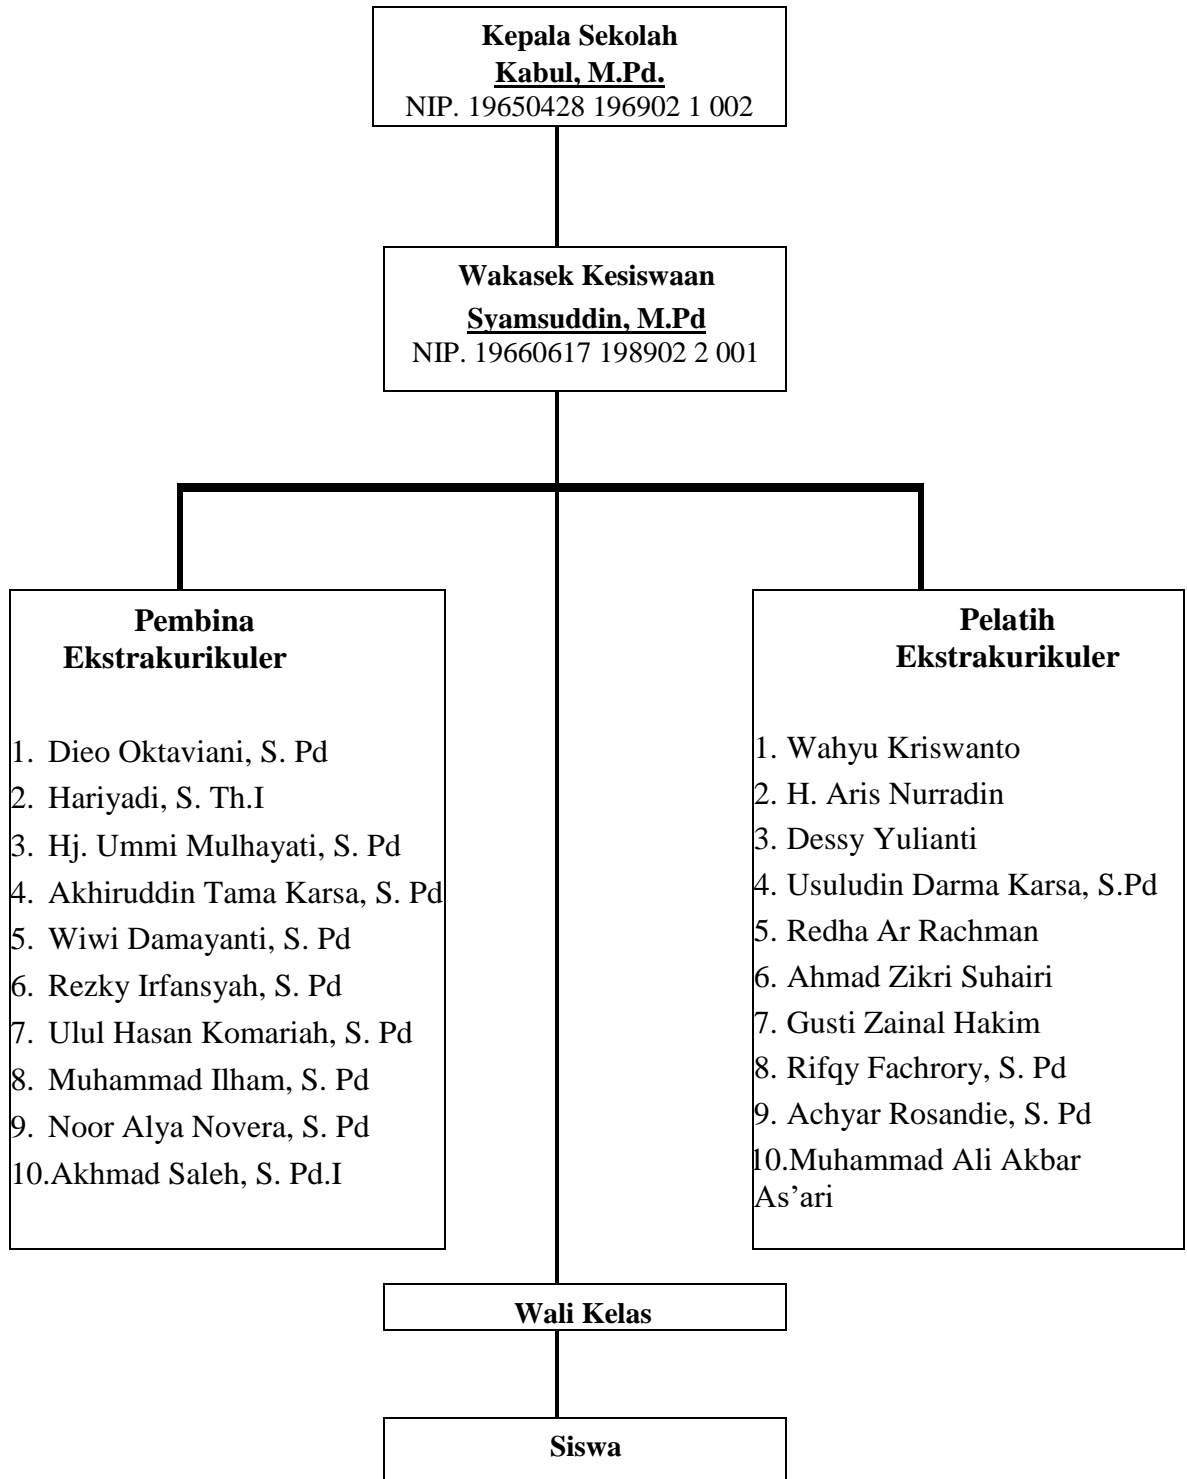 Kepala Sekolah
Kabul, M.Pd.
NIP. 19650428 196902 1 002
Wakasek Kesiswaan
Syamsuddin, M.Pd
NIP. 19660617 198902 2 001
Pembina
Ekstrakurikuler
1. Dieo Oktaviani, S. Pd
2. Hariyadi, S. Th.I
3. Hj. Ummi Mulhayati, S. Pd
4. Akhiruddin Tama Karsa, S. Pd
5. Wiwi Damayanti, S. Pd
6. Rezky Irfansyah, S. Pd
7. Ulul Hasan Komariah, S. Pd
8. Muhammad Ilham, S. Pd
9. Noor Alya Novera, S. Pd
10.Akhmad Saleh, S. Pd.I
Pelatih
Ekstrakurikuler
1. Wahyu Kriswanto
2. H. Aris Nurradin
3. Dessy Yulianti
4. Usuludin Darma Karsa, S.Pd
5. Redha Ar Rachman
6. Ahmad Zikri Suhairi
7. Gusti Zainal Hakim
8. Rifqy Fachrory, S. Pd
9. Achyar Rosandie, S. Pd
10.Muhammad Ali Akbar
As’ari
Wali Kelas
Siswa